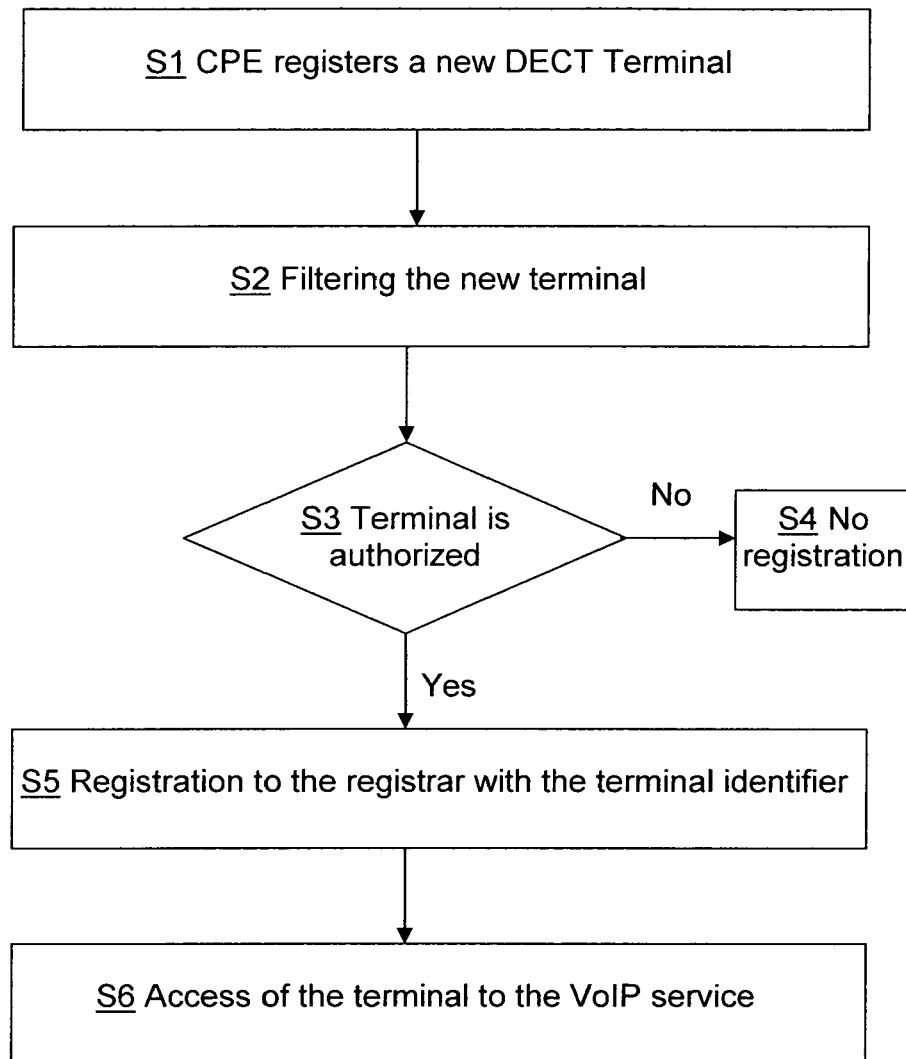 S1 CPE registers a new DECT Terminal
S2 Filtering the new terminal
S3 Terminal is
authorized
No
S4 No
registration
Yes
S5 Registration to the registrar with the terminal identifier
S6 Access of the terminal to the VoIP service